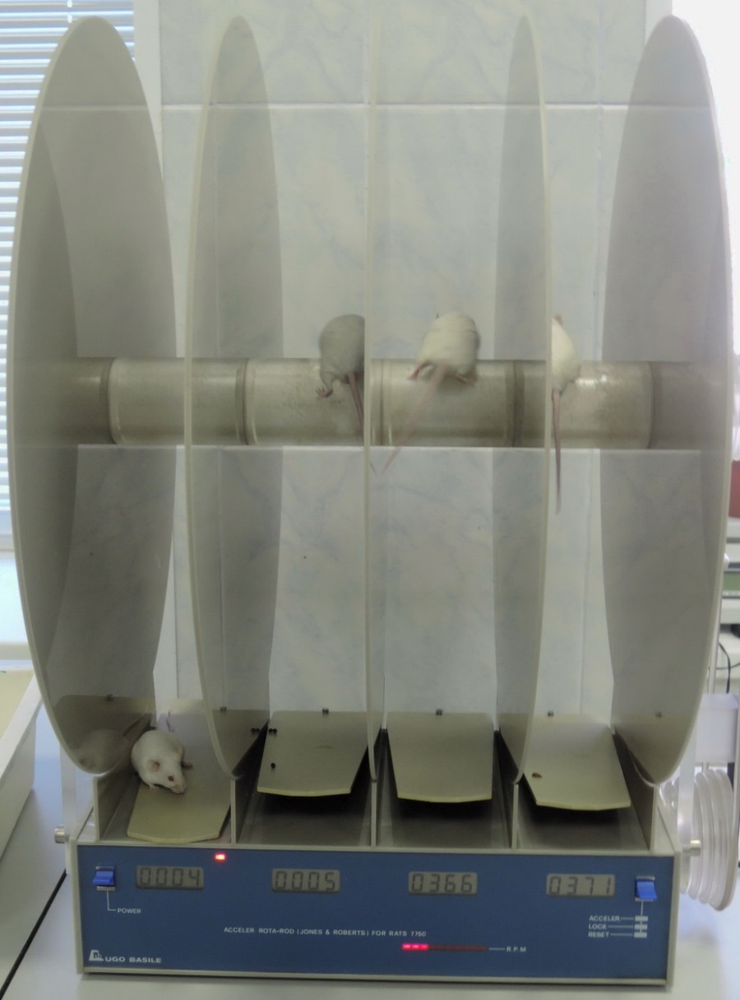 0004 0005 0366 0371
POWER
ACCELER.
LOCK
RESET
ACCELER ROTA-ROD (JONES & ROBERTS) FOR RATS 7750
R P M
UGO BASILE